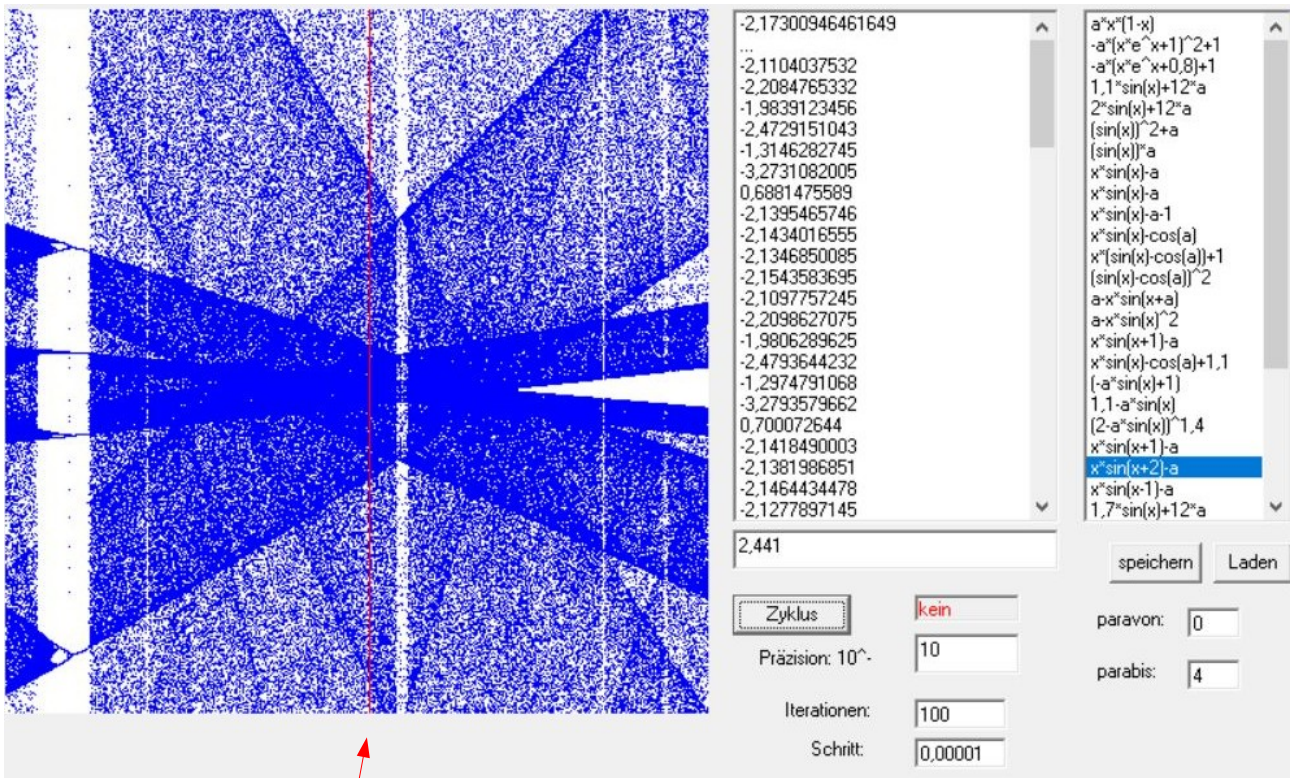 -2,17300946461649
...
-2,1104037532
-2,2084765332
-1,9839123456
-2,4729151043
-1,3146282745
-3,2731082005
0,6881475589
-2,1395465746
-2,1434016555
-2,1346850085
-2,1543583695
-2,1097757245
-2,2098627075
-1,9806289625
-2,4793644232
-1,2974791068
-3,2793579662
0,700072644
-2,1418490003
-2,1381986851
-2,1464434478
-2,1277897145
a*x*(1-x)
-a*(x*e^x+1)^2+1
-a*(x*e^x+0,8)+1
1,1*sin(x)+12*a
2*sin(x)+12*a
(sin(x))^2+a
(sin(x))*a
x*sin(x)-a
x*sin(x)-a
x*sin(x)-a-1
x*sin(x)-cos(a)
x*(sin(x)-cos(a))+1
(sin(x)-cos(a))^2
a-x*sin(x+a)
a-x*sin(x)^2
x*sin(x+1)-a
x*sin(x)-cos(a)+1,1
(-a*sin(x)+1)
1,1-a*sin(x)
(2-a*sin(x))^1,4
x*sin(x+1)-a
x*sin(x+2)-a
x*sin(x-1)-a
1,7*sin(x)+12*a
2,441
speichern Laden
Zyklus kein
Präzision: 10^- 10
Iterationen: 100
Schritt: 0,00001
paravon: 0
parabis: 4